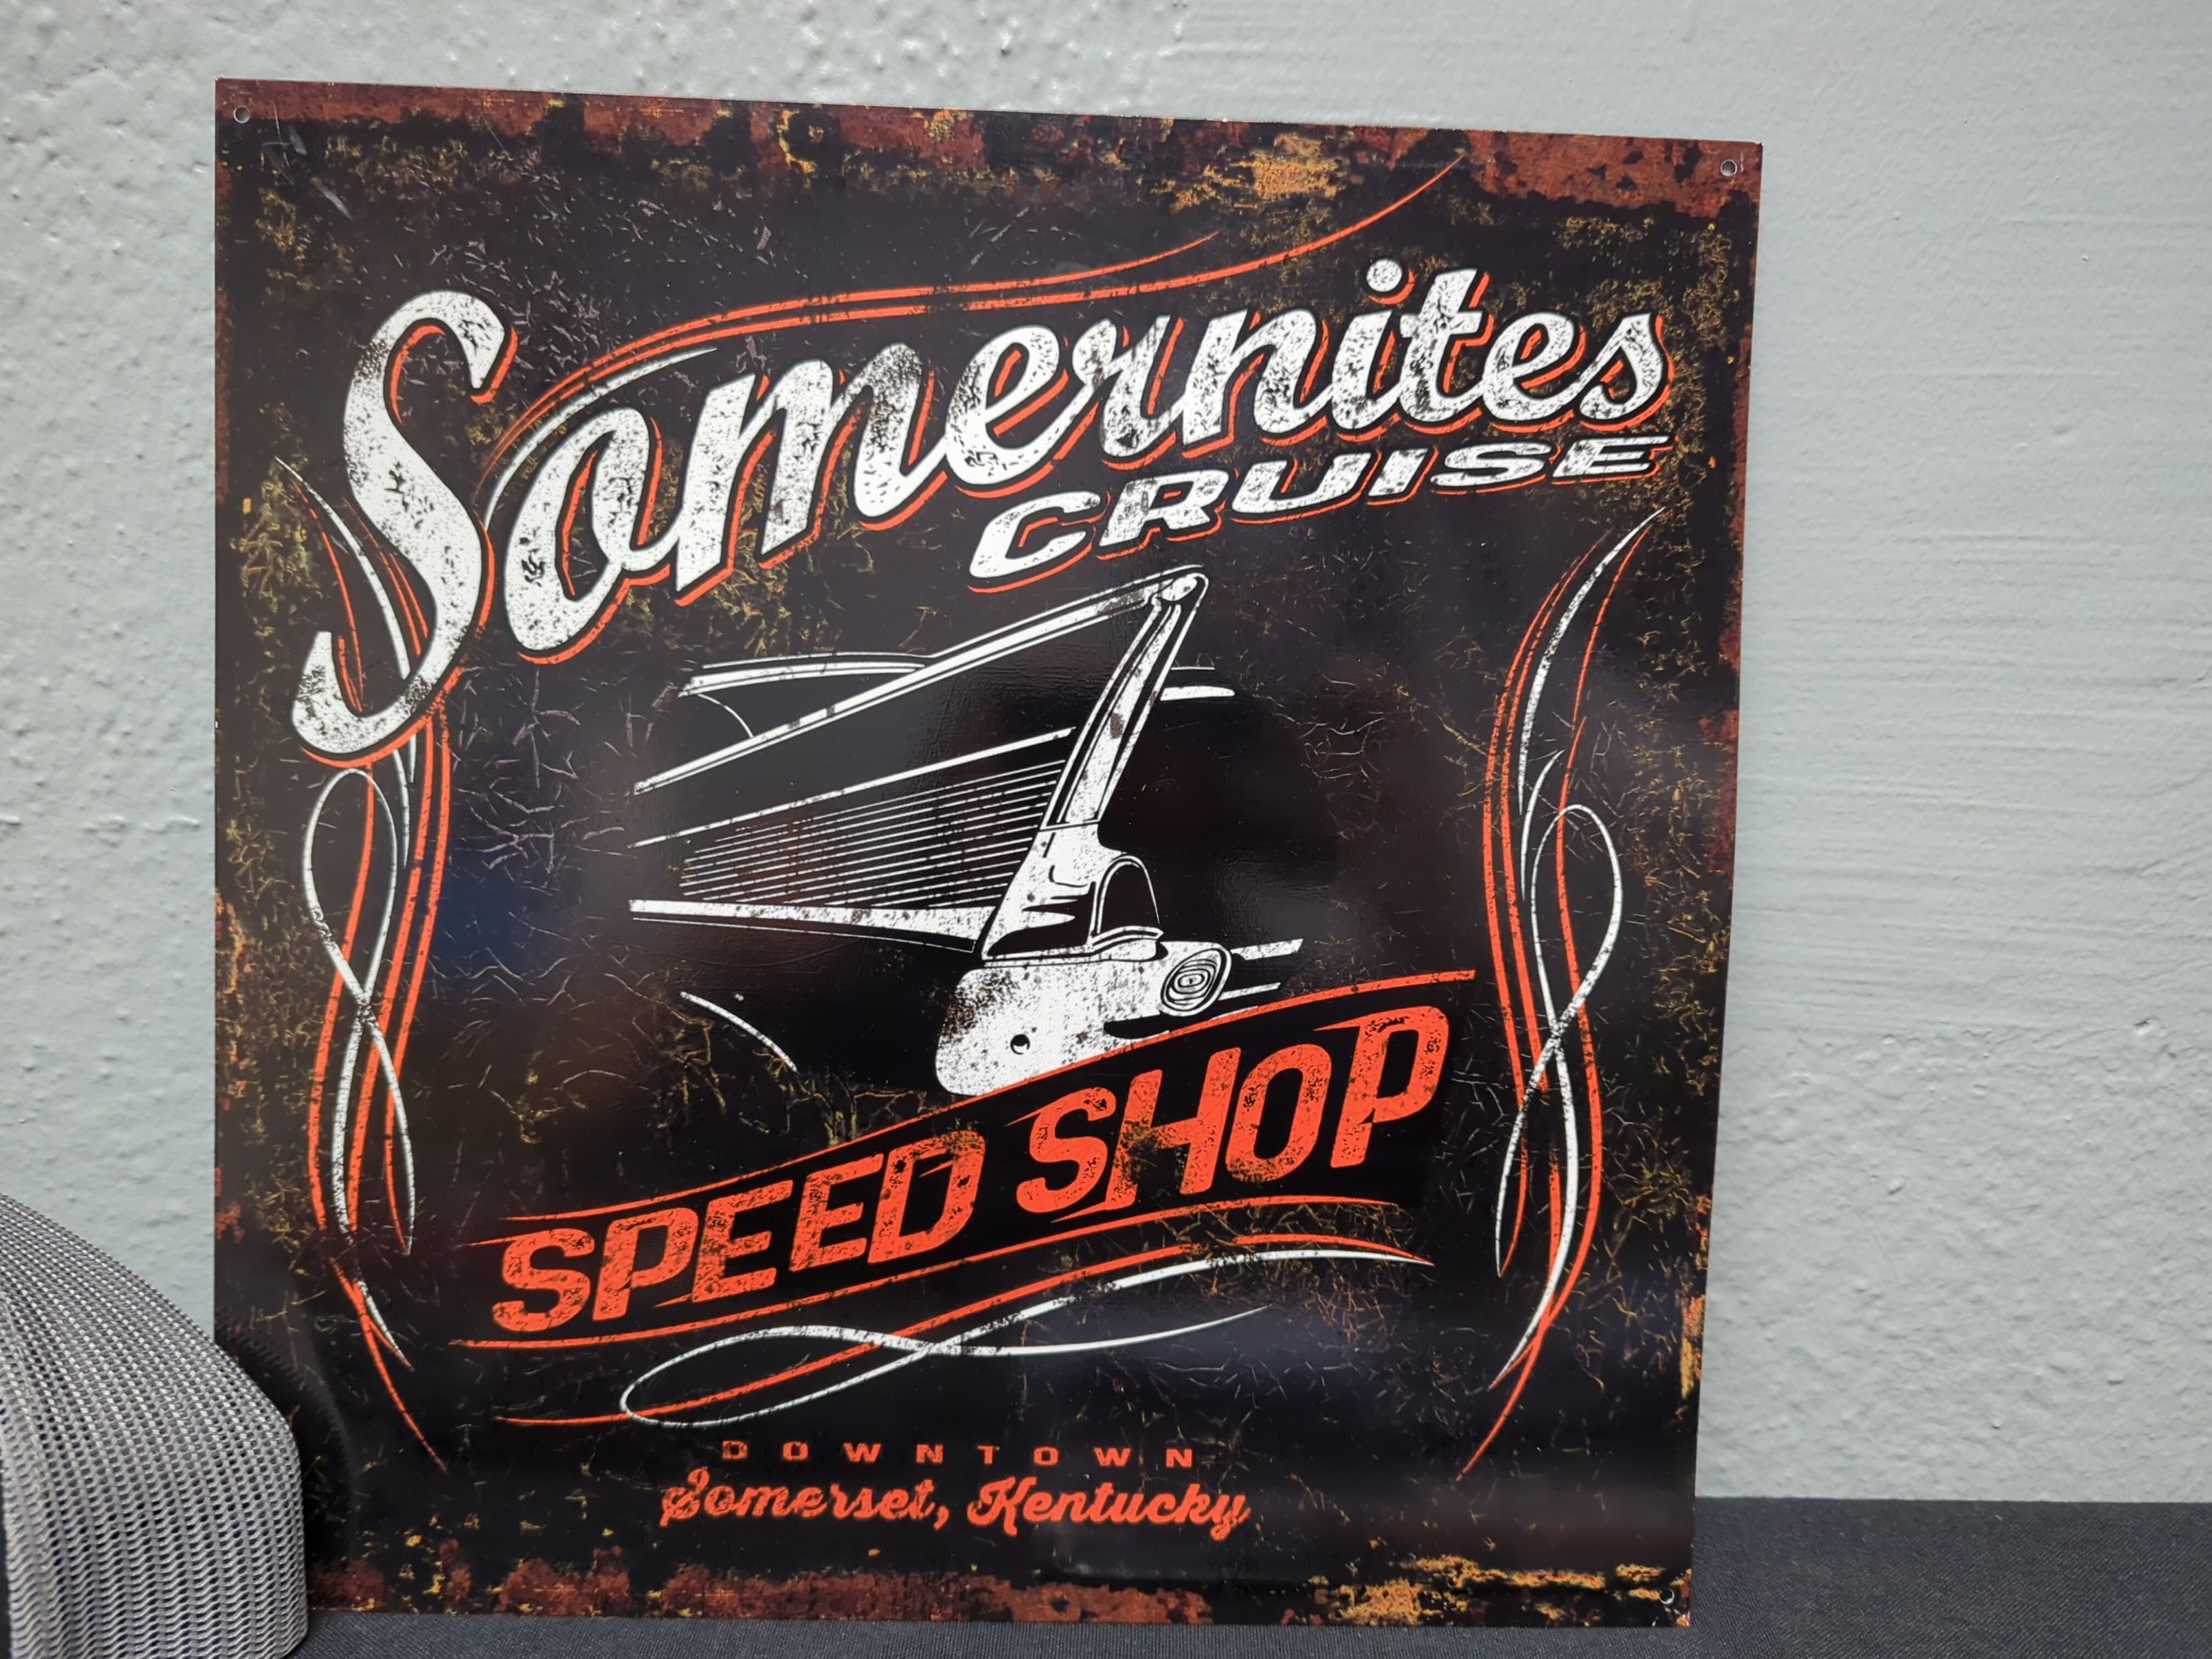 Somernites
CRUISE
SPEED SHOP
DOWNTOWN
Somerset, Kentucky